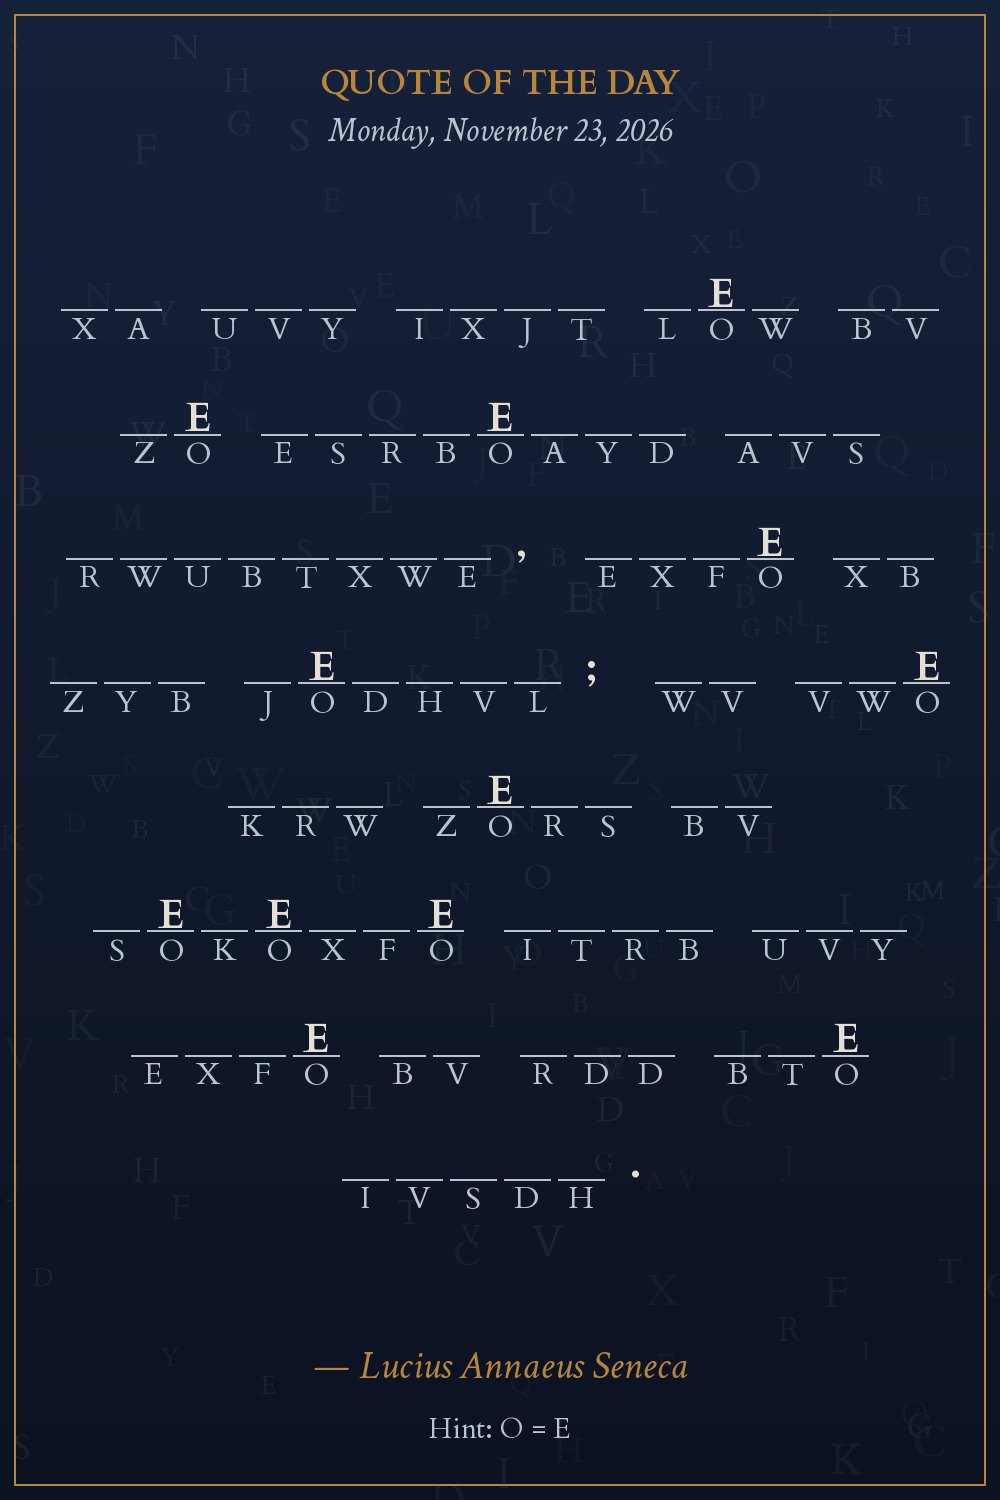 QUOTE OF THE DAY
Monday, November 23, 2026
E
X A U V Y I X J T L O W B V
E E
Z O E S R B O A Y D A V S
, E
R W U B T X W E E X F O X B
E ; E
Z Y B J O D H V L W V V W O
E
K R W Z O R S B V
E E E
S O K O X F O I T R B U V Y
E E
E X F O B V R D D B T O
.
I V S D H
— Lucius Annaeus Seneca
Hint: O = E